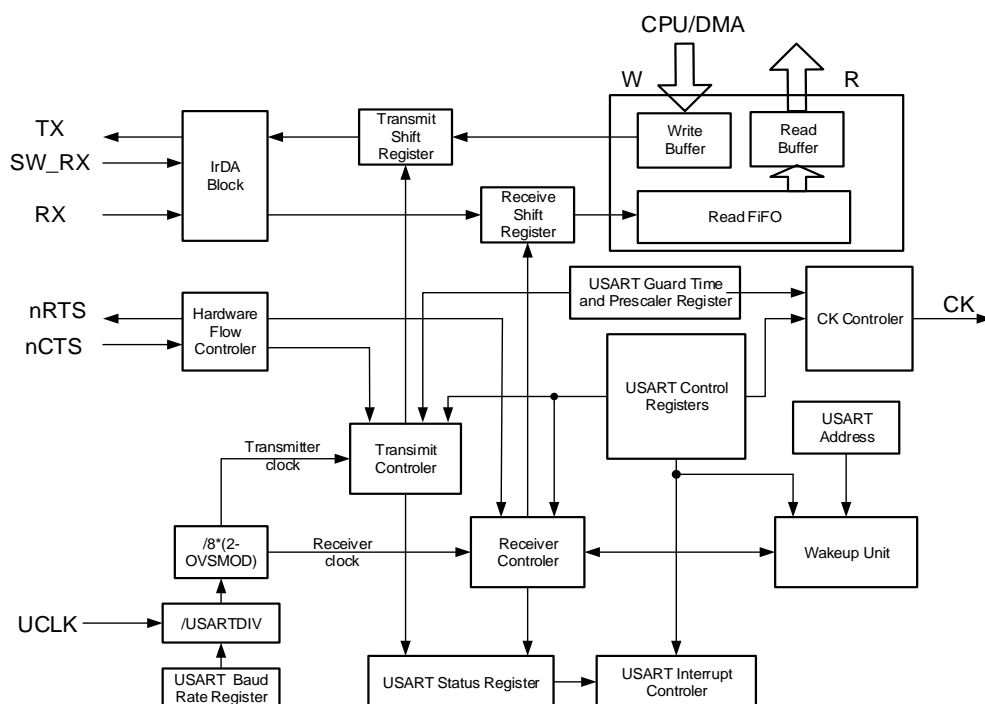 CPU/DMA
W
R
TX
SW_RX
RX
IrDA
Block
Transmit
Shift
Register
Write
Buffer
Read
Buffer
Receive
Shift
Register
Read FiFO
nRTS
nCTS
Hardware
Flow
Controler
USART Guard Time
and Prescaler Register
CK Controler
CK
USART Control
Registers
USART
Address
Transmitter
clock
Transimit
Controler
/8*(2-
OVSMOD)
Receiver
clock
Receiver
Controler
Wakeup Unit
UCLK
/USARTDIV
USART Baud
Rate Register
USART Status Register
USART Interrupt
Controler